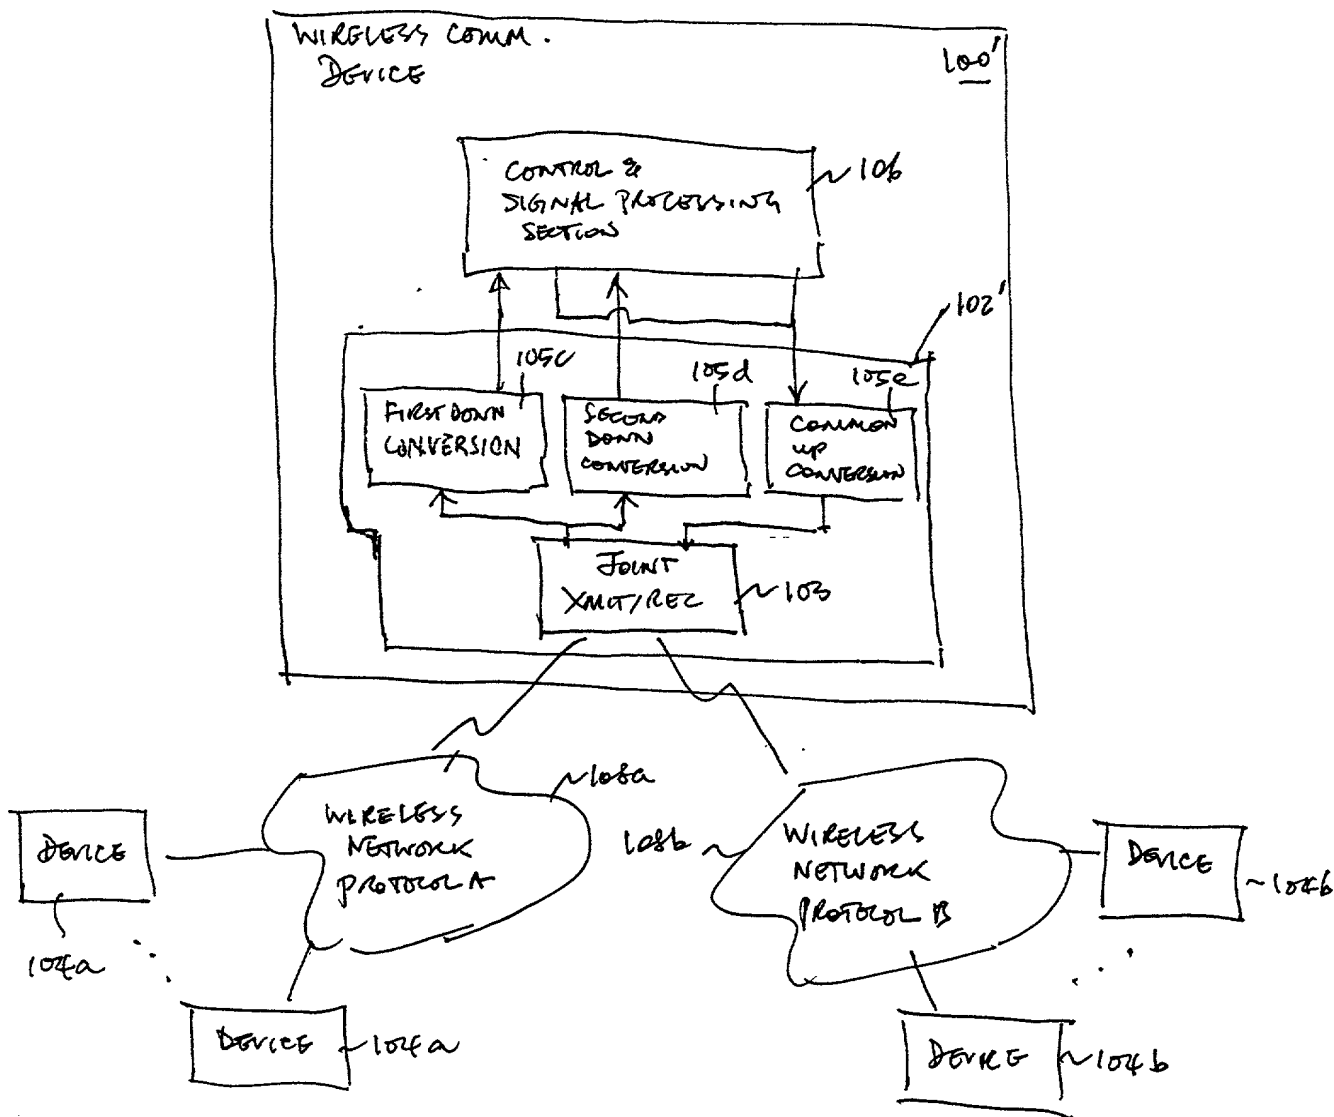 WIRELESS COMM.
DEVICE
100'
CONTROL &
SIGNAL PROCESSING
SECTION
106
102'
105c
105d
105e
FIRST DOWN
CONVERSION
SECOND
DOWN
CONVERSION
COMMON
UP
CONVERSION
JOINT
XMIT/REC
103
108a
WIRELESS
NETWORK
PROTOCOL A
108b
WIRELESS
NETWORK
PROTOCOL B
DEVICE
104a
DEVICE
104b
DEVICE
104a
DEVICE
104b